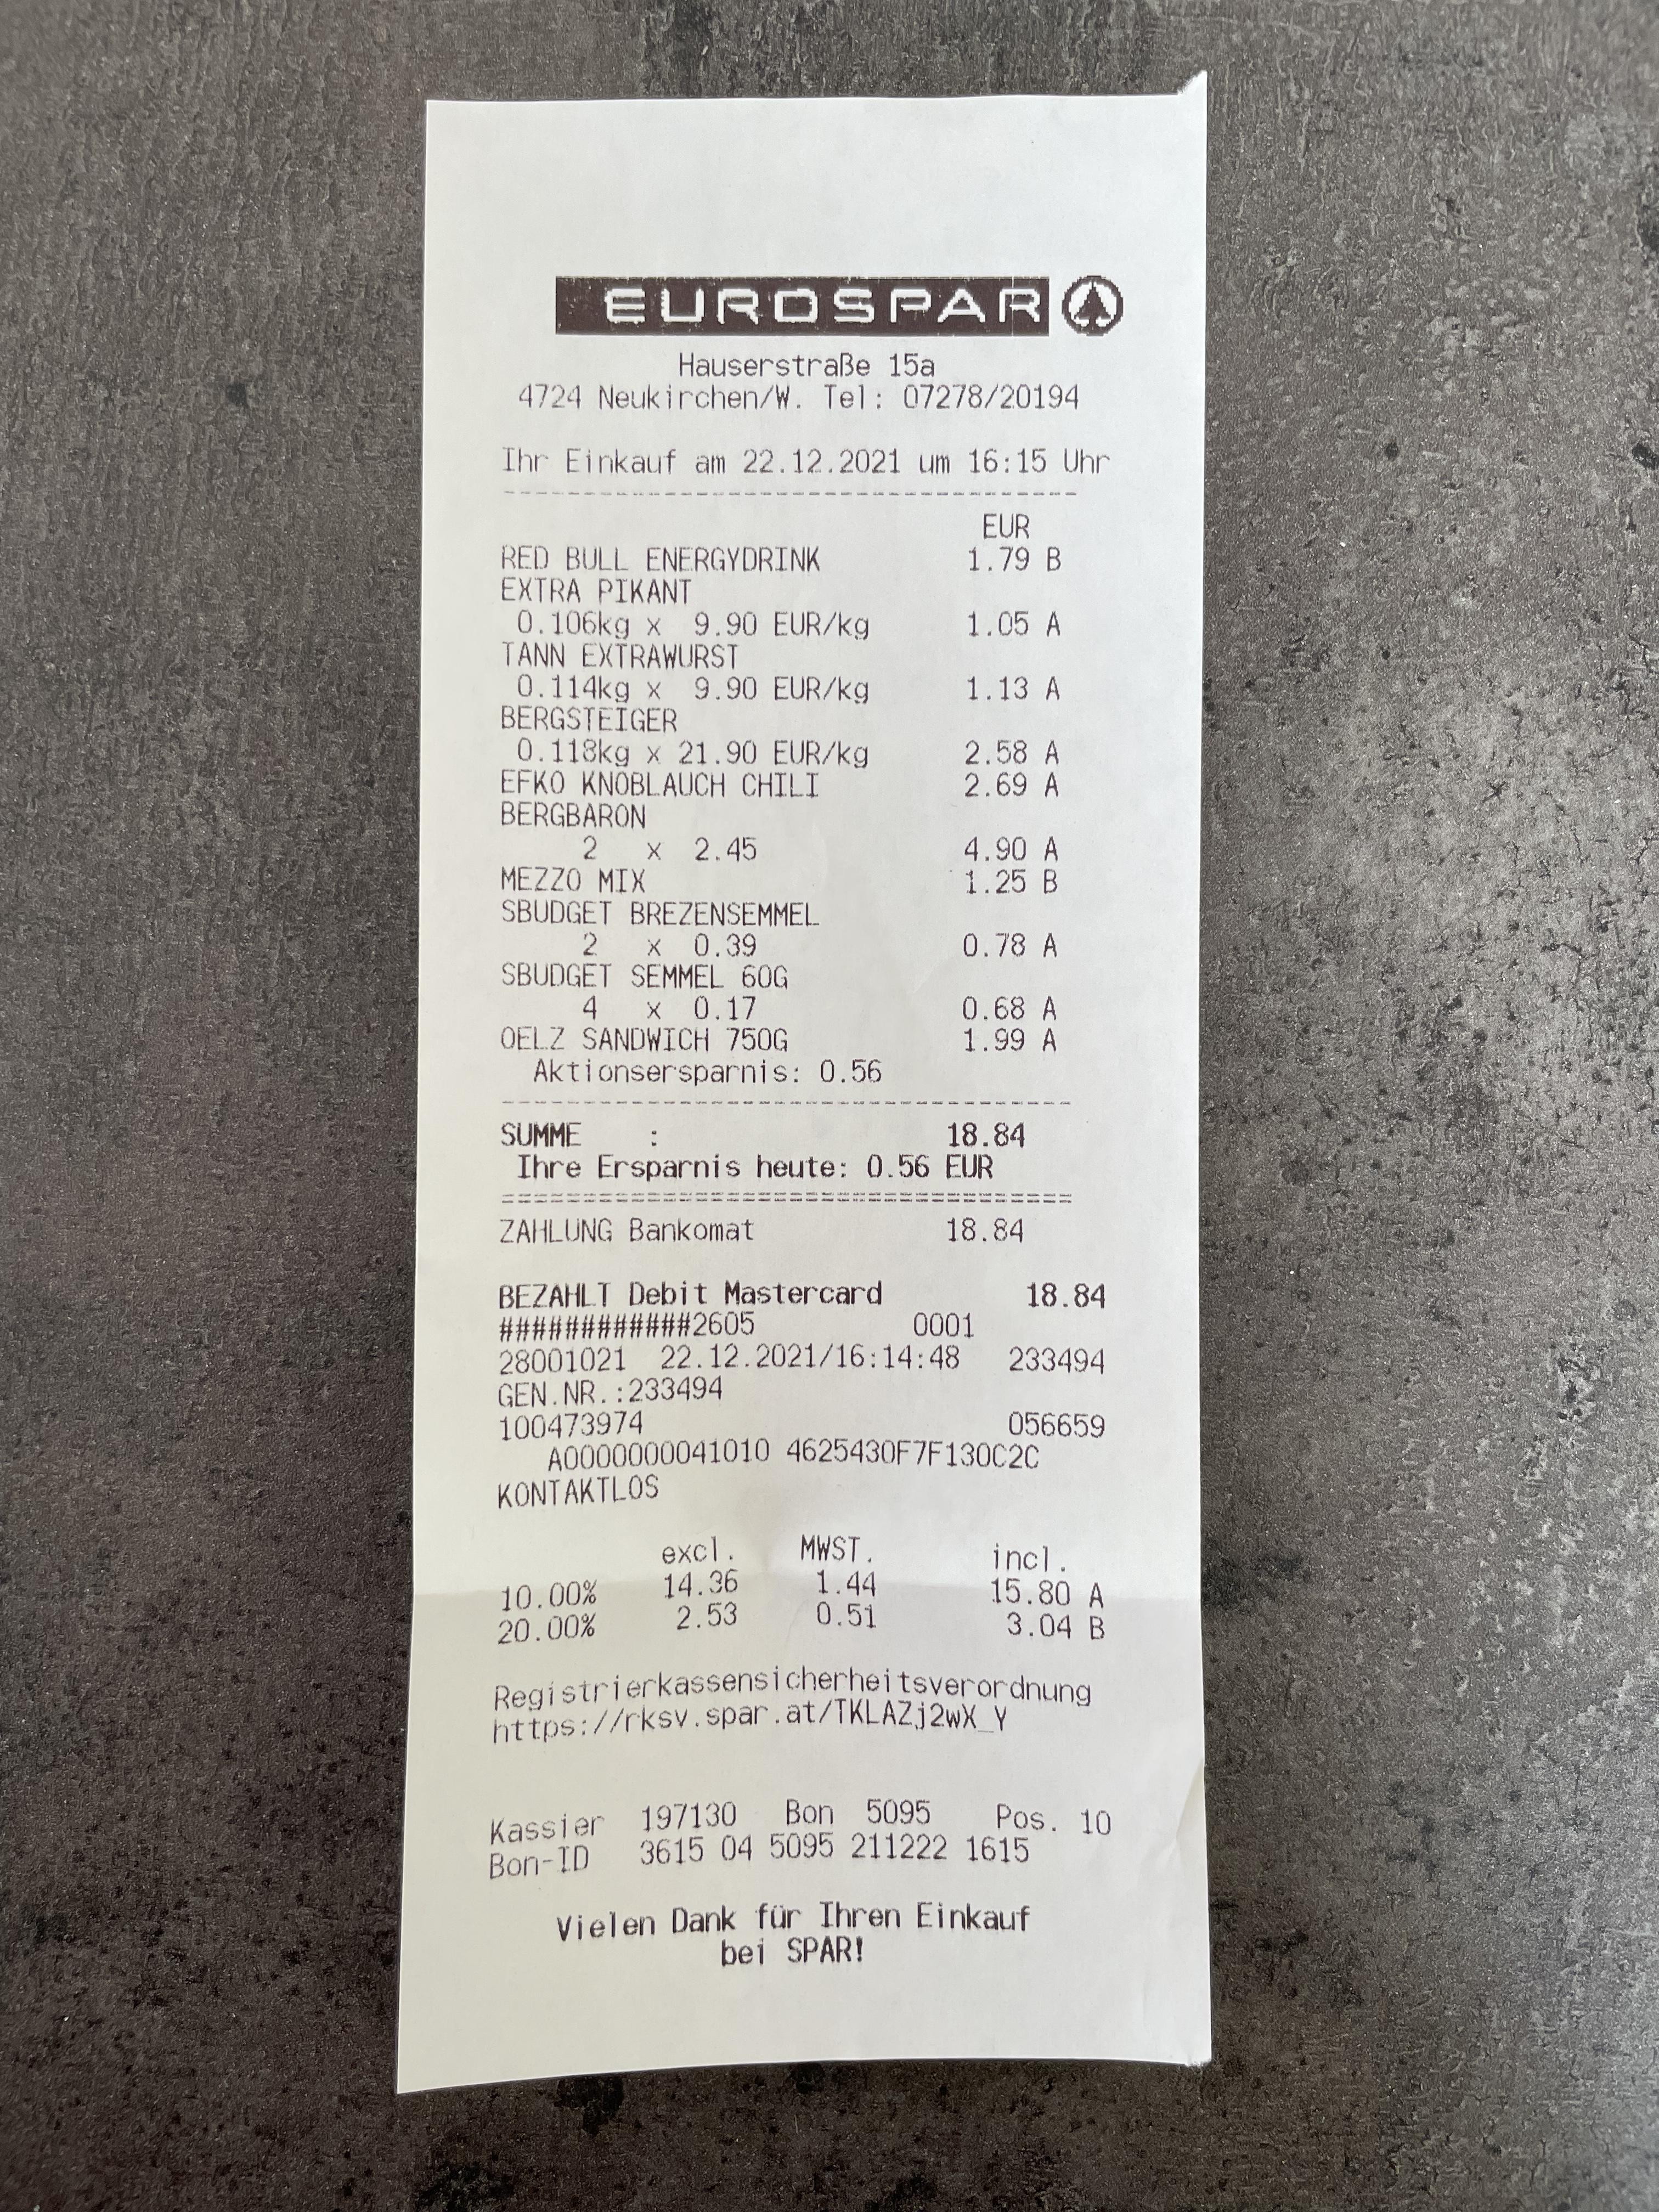 EUROSPAR
Hauserstraße 15a
4724 Neukirchen/W. Tel: 07278/20194
Ihr Einkauf am 22.12.2021 um 16:15 Uhr
EUR
RED BULL ENERGYDRINK 1.79 B
EXTRA PIKANT
0.106kg x 9.90 EUR/kg 1.05 A
TANN EXTRAWURST
0.114kg x 9.90 EUR/kg 1.13 A
BERGSTEIGER
0.118kg x 21.90 EUR/kg 2.58 A
EFKO KNOBLAUCH CHILI 2.69 A
BERGBARON
2 x 2.45 4.90 A
MEZZO MIX 1.25 B
SBUDGET BREZENSEMMEL
2 x 0.39 0.78 A
SBUDGET SEMMEL 60G
4 x 0.17 0.68 A
OELZ SANDWICH 750G 1.99 A
Aktionsersparnis: 0.56
SUMME : 18.84
Ihre Ersparnis heute: 0.56 EUR
ZAHLUNG Bankomat 18.84
BEZAHLT Debit Mastercard 18.84
############2605 0001
28001021 22.12.2021/16:14:48 233494
GEN.NR.:233494
100473974 056659
A0000000041010 4625430F7F130C2C
KONTAKTLOS
excl. MWST. incl.
10.00% 14.36 1.44 15.80 A
20.00% 2.53 0.51 3.04 B
Registrierkassensicherheitsverordnung
https://rksv.spar.at/TKLAZj2wX_Y
Kassier 197130 Bon 5095 Pos. 10
Bon-ID 3615 04 5095 211222 1615
Vielen Dank für Ihren Einkauf
bei SPAR!